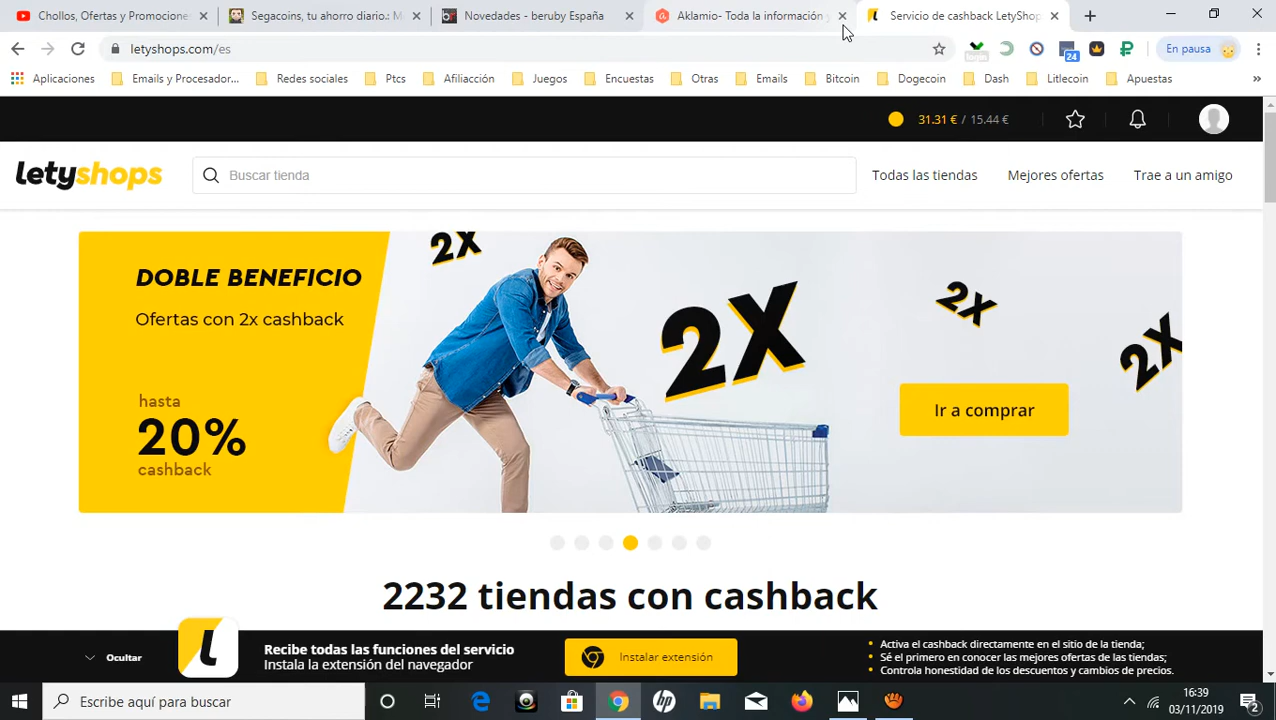 Chollos, Ofertas y Promociones
Segacoins, tu ahorro diario.:
Novedades - beruby España
Aklamio. Toda la información
Servicio de cashback LetyShop
letyshops.com/es
24
En pausa
Aplicaciones
Emails y Procesador...
Redes sociales
Ptcs
Afiliacción
Juegos
Encuestas
Otras
Emails
Bitcoin
Dogecoin
Dash
Litlecoin
Apuestas
»
31.31 € / 15.44 €
letyshops
Buscar tienda
Todas las tiendas
Mejores ofertas
Trae a un amigo
DOBLE BENEFICIO
Ofertas con 2x cashback
hasta
20%
cashback
2X
2X
2X
2X
Ir a comprar
2232 tiendas con cashback
Ocultar
Recibe todas las funciones del servicio
Instala la extensión del navegador
Instalar extensión
Activa el cashback directamente en el sitio de la tienda;
Sé el primero en conocer las mejores ofertas de las tiendas;
Controla honestidad de los descuentos y cambios de precios.
Escribe aquí para buscar
16:39
03/11/2019
2